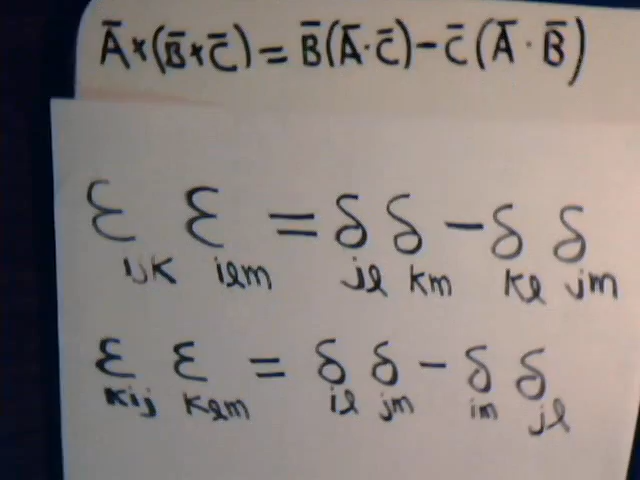 Ā×(B̄×C̄)=B̄(Ā·C̄)-C̄(Ā·B̄)
ε_ijk ε_ilm = δ_jl δ_km - δ_kl δ_jm
ε_kij ε_klm = δ_il δ_jm - δ_im δ_jl